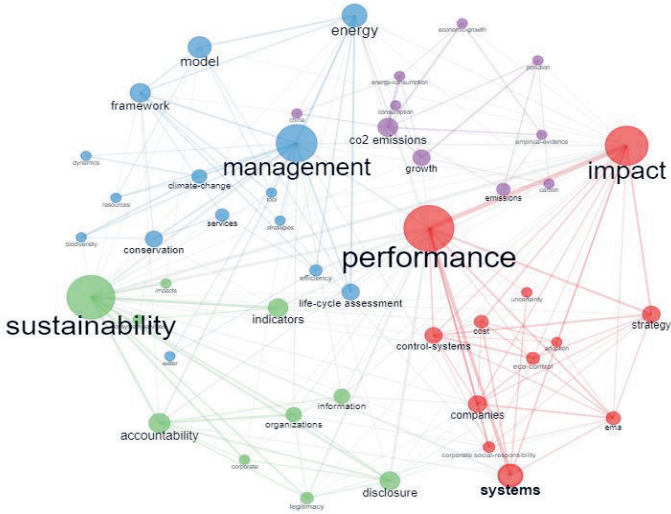 economic-growth
energy
model
pollution
energy-consumption
framework
consumption
china
co2 emissions
empirical-evidence
management
growth
impact
dynamics
climate-change
emissions
carbon
resources
tool
services
strategies
biodiversity
conservation
performance
efficiency
impacts
life-cycle assessment
uncertainty
sustainability
indicators
strategy
cost
control-systems
adoption
water
eco-control
information
companies
organizations
ema
accountability
corporate social-responsibility
corporate
disclosure
systems
legitimacy